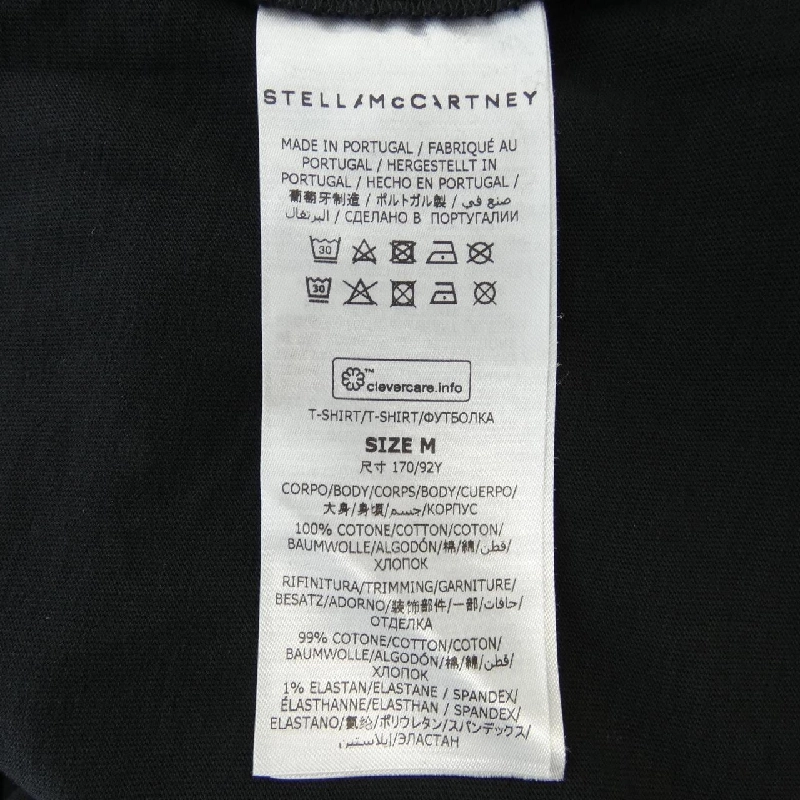 STELLA McCARTNEY
MADE IN PORTUGAL / FABRIQUÉ AU
PORTUGAL / HERGESTELLT IN
PORTUGAL / HECHO EN PORTUGAL /
葡萄牙制造 / ポルトガル製 / صنع في
البرتغال / СДЕЛАНО В ПОРТУГАЛИИ
30
30
TM
clevercare.info
T-SHIRT/T-SHIRT/ФУТБОЛКА
SIZE M
尺寸 170/92Y
CORPO/BODY/CORPS/BODY/CUERPO/
大身/身頃/جسم/КОРПУС
100% COTONE/COTTON/COTON/
BAUMWOLLE/ALGODÓN/棉/綿/قطن/
ХЛОПОК
RIFINITURA/TRIMMING/GARNITURE/
BESATZ/ADORNO/装饰部件/一部/حافات/
ОТДЕЛКА
99% COTONE/COTTON/COTON/
BAUMWOLLE/ALGODÓN/棉/綿/قطن/
ХЛОПОК
1% ELASTAN/ELASTANE / SPANDEX/
ÉLASTHANNE/ELASTHAN / SPANDEX/
ELASTANO/氨纶/ポリウレタン/スパンデックス/
إيلاستين/ЭЛАСТАН